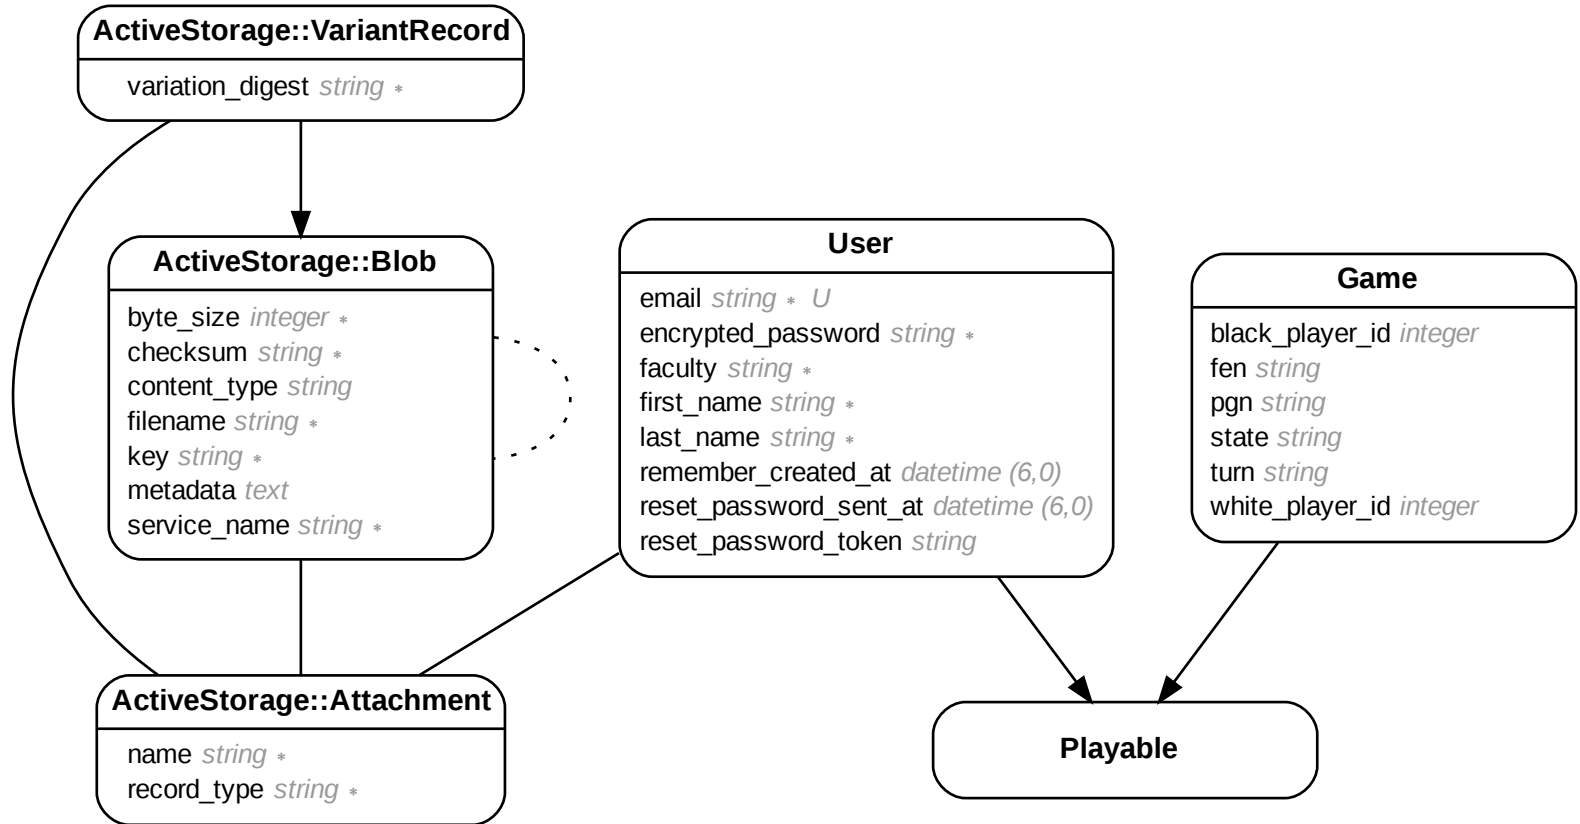 ActiveStorage::VariantRecord
variation_digest string *
ActiveStorage::Blob
byte_size integer *
checksum string *
content_type string
filename string *
key string *
metadata text
service_name string *
User
email string * U
encrypted_password string *
faculty string *
first_name string *
last_name string *
remember_created_at datetime (6,0)
reset_password_sent_at datetime (6,0)
reset_password_token string
Game
black_player_id integer
fen string
pgn string
state string
turn string
white_player_id integer
ActiveStorage::Attachment
name string *
record_type string *
Playable